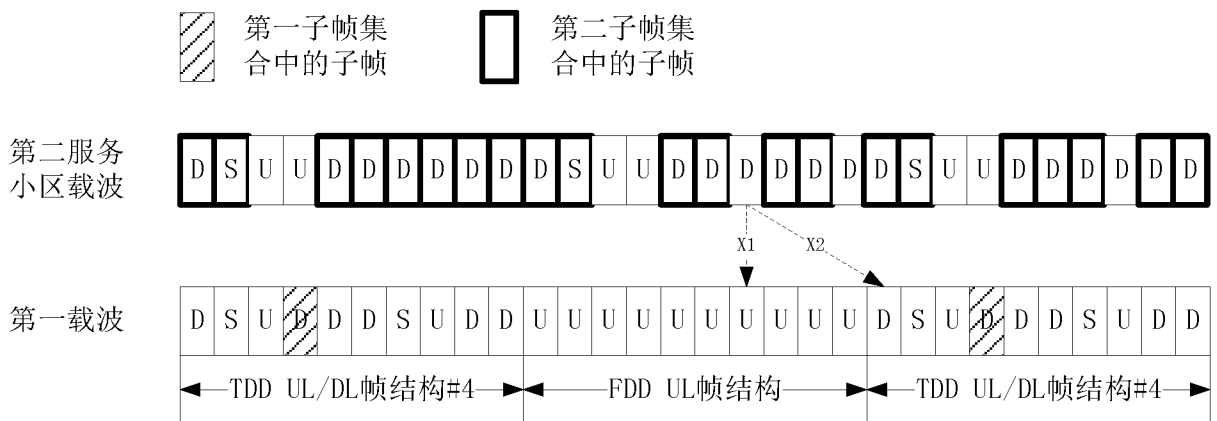 第一子帧集
合中的子帧
第二子帧集
合中的子帧
第二服务
小区载波
D S U U D D D D D D D S U U D D D D D D D S U U D D D D D D
X1 X2
第一载波
D S U D D D S U D D U U U U U U U U U U D S U D D D S U D D
TDD UL/DL帧结构#4 FDD UL帧结构 TDD UL/DL帧结构#4